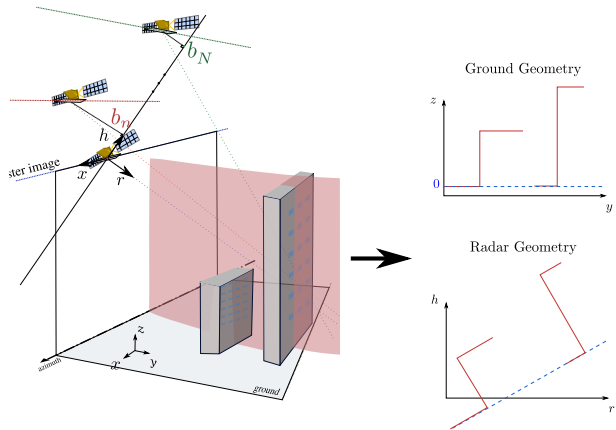 b_N
b_n
h
ster image
x
r
z
y
x
azimuth
ground
Ground Geometry
z
0
y
Radar Geometry
h
r